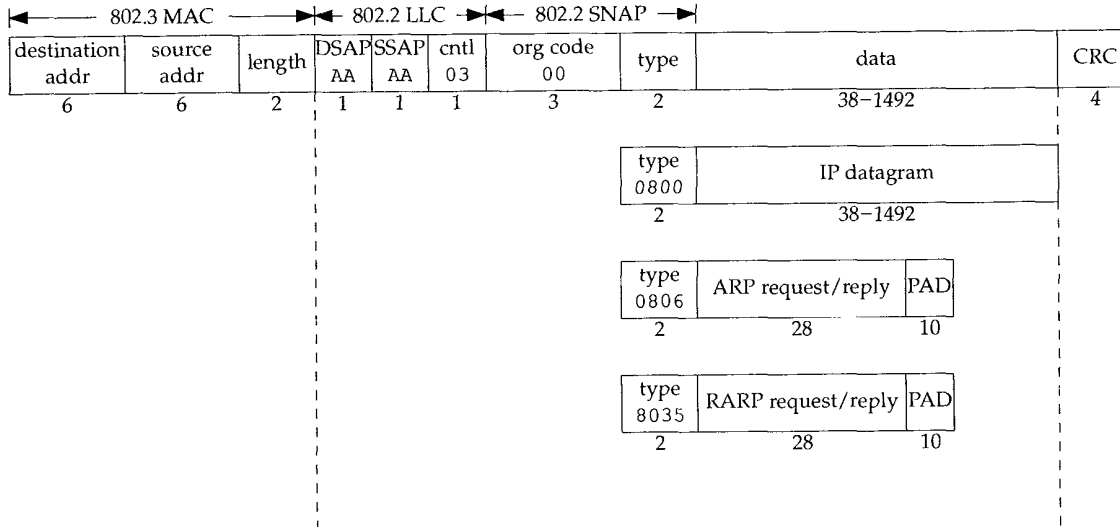 802.3 MAC 802.2 LLC 802.2 SNAP
destination addr source addr length DSAP AA SSAP AA cntl 03 org code 00 type data CRC
6 6 2 1 1 1 3 2 38-1492 4
type 0800 IP datagram
2 38-1492
type 0806 ARP request/reply PAD
2 28 10
type 8035 RARP request/reply PAD
2 28 10